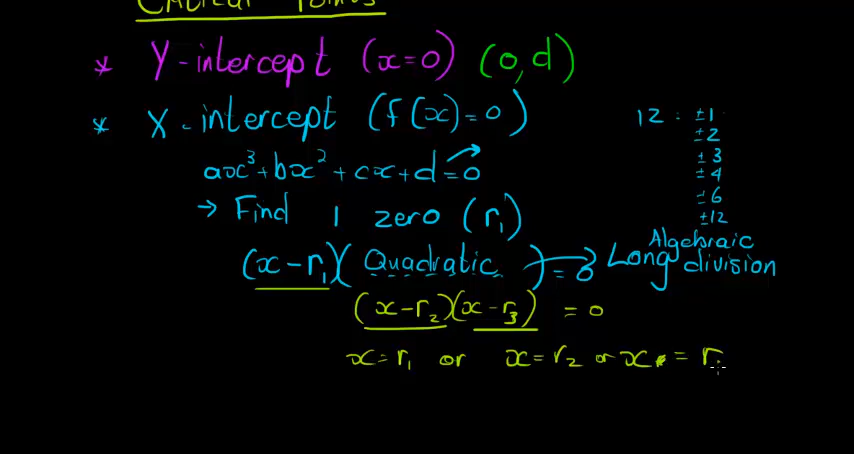 Critical Points
* Y-intercept (x=0) (0,d)
* X-intercept (f(x)=0)
ax³+bx²+cx+d=0
→ Find 1 zero (r₁)
(x-r₁)(Quadratic)=0
Algebraic
Long division
(x-r₂)(x-r₃) = 0
x=r₁ or x=r₂ or x = r
12 : ±1
±2
±3
±4
±6
±12